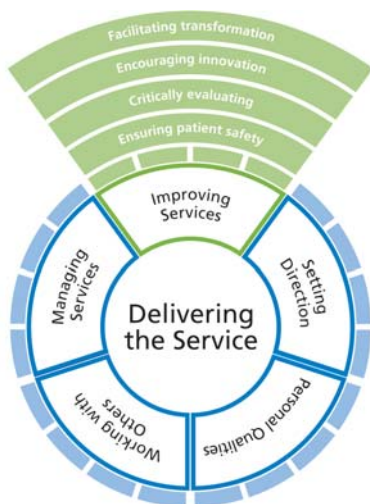 Facilitating transformation
Encouraging innovation
Critically evaluating
Ensuring patient safety
Improving
Services
Managing
Services
Setting
Direction
Delivering
the Service
Working with
Others
Personal Qualities